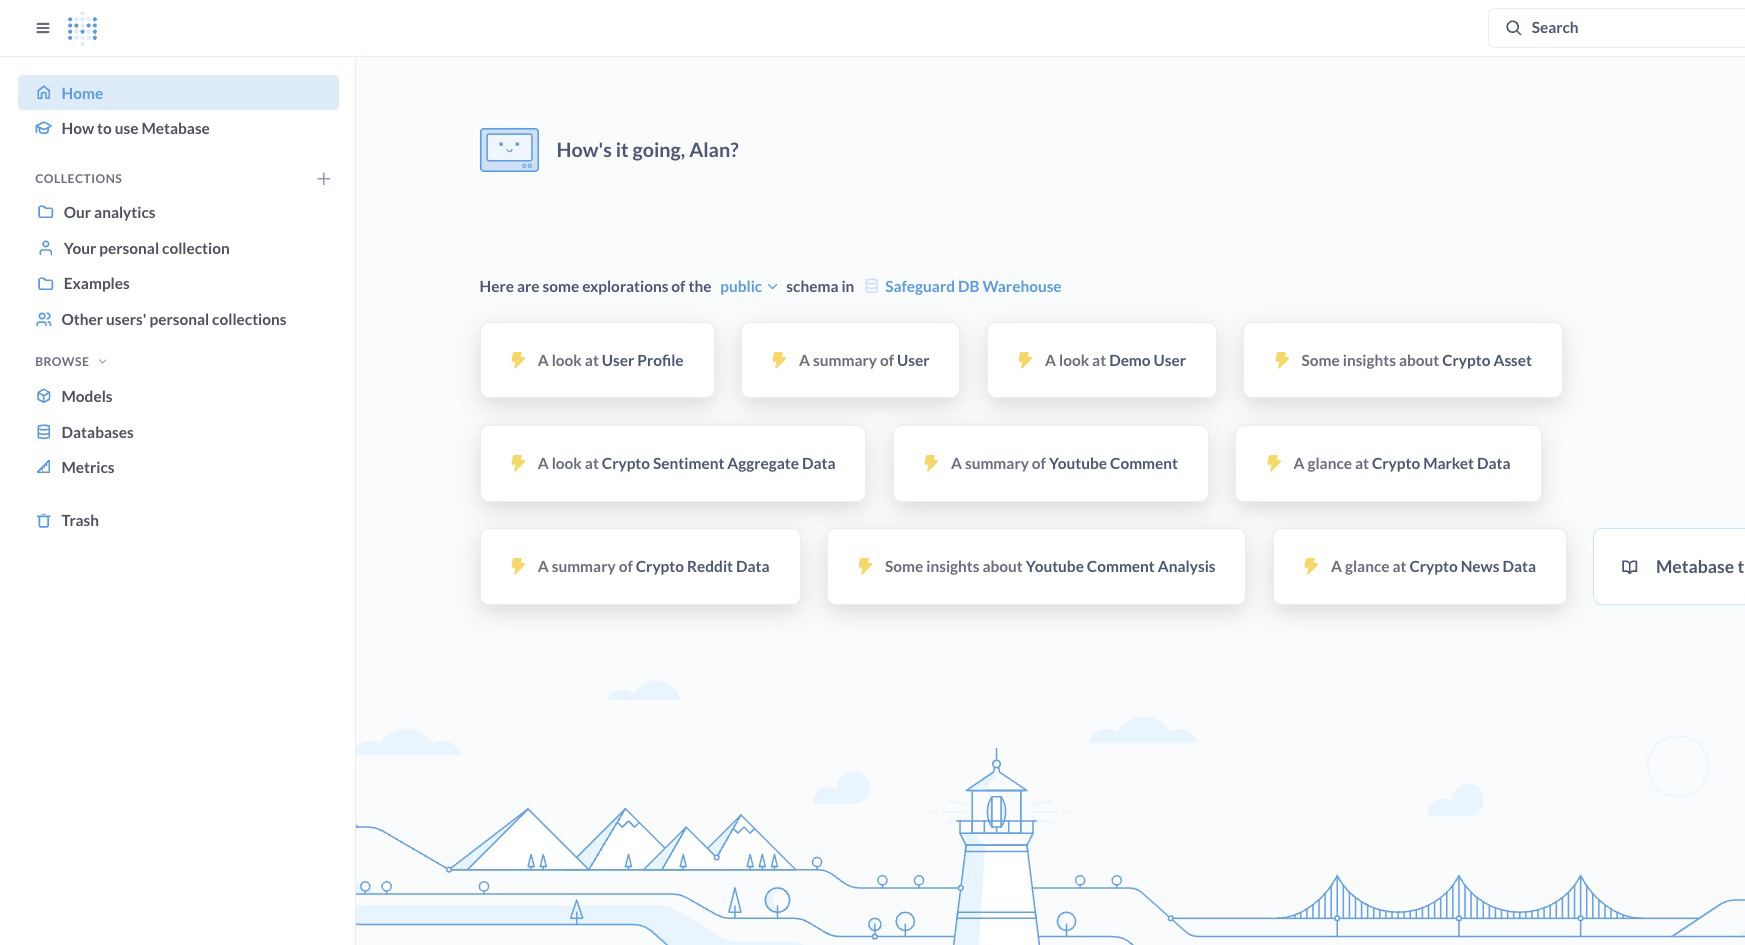 Search
Home
How to use Metabase
COLLECTIONS
Our analytics
Your personal collection
Examples
Other users' personal collections
BROWSE
Models
Databases
Metrics
Trash
How's it going, Alan?
Here are some explorations of the public schema in Safeguard DB Warehouse
A look at User Profile
A summary of User
A look at Demo User
Some insights about Crypto Asset
A look at Crypto Sentiment Aggregate Data
A summary of Youtube Comment
A glance at Crypto Market Data
A summary of Crypto Reddit Data
Some insights about Youtube Comment Analysis
A glance at Crypto News Data
Metabase t